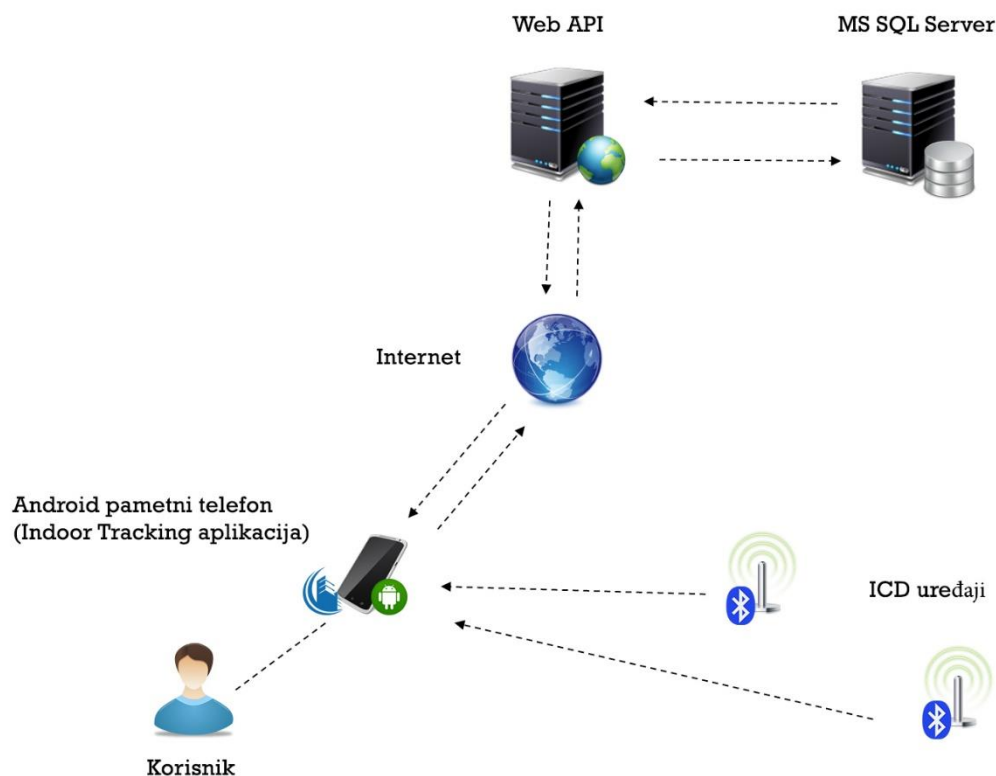 Web API
MS SQL Server
Internet
Android pametni telefon
(Indoor Tracking aplikacija)
ICD uređaji
Korisnik